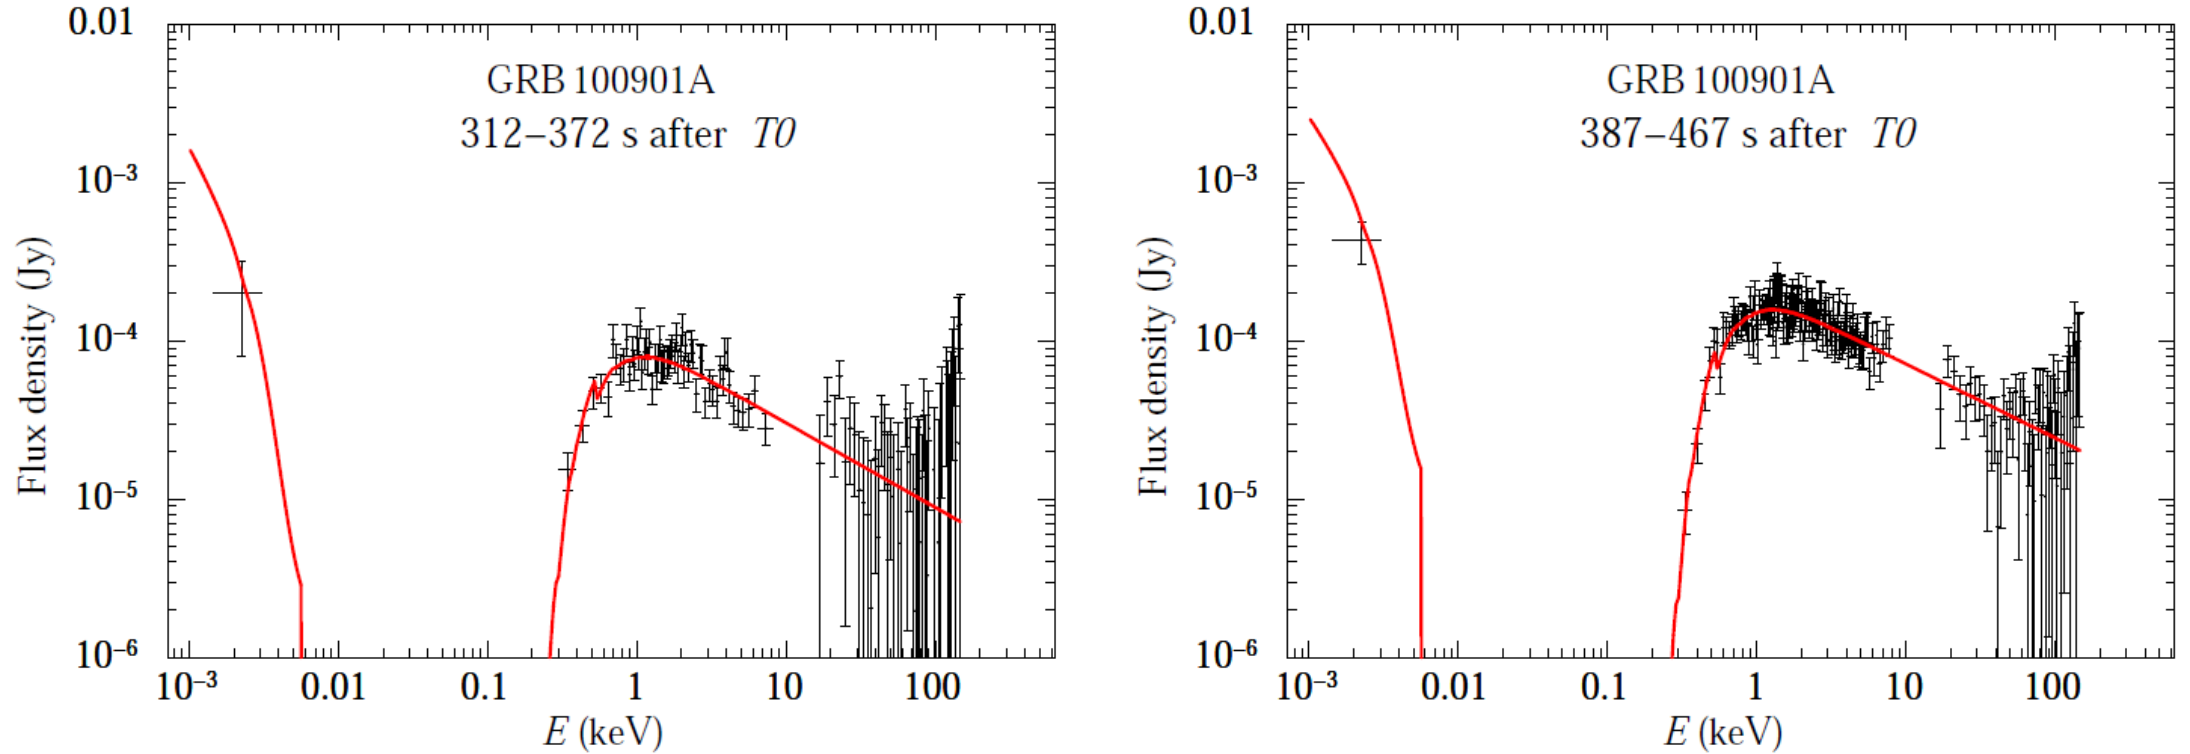 0.01
GRB 100901A
312–372 s after T0
10⁻³
10⁻⁴
10⁻⁵
10⁻⁶
Flux density (Jy)
10⁻³ 0.01 0.1 1 10 100
E (keV)
0.01
GRB 100901A
387–467 s after T0
10⁻³
10⁻⁴
10⁻⁵
10⁻⁶
Flux density (Jy)
10⁻³ 0.01 0.1 1 10 100
E (keV)